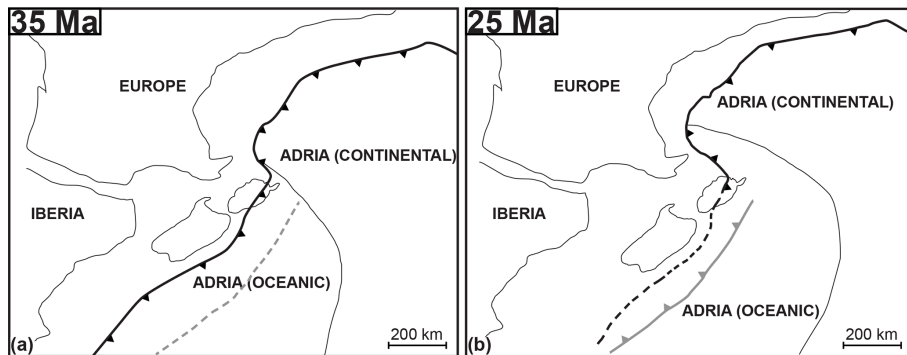 35 Ma
EUROPE
ADRIA (CONTINENTAL)
IBERIA
ADRIA (OCEANIC)
(a)
200 km
25 Ma
EUROPE
ADRIA (CONTINENTAL)
IBERIA
ADRIA (OCEANIC)
(b)
200 km